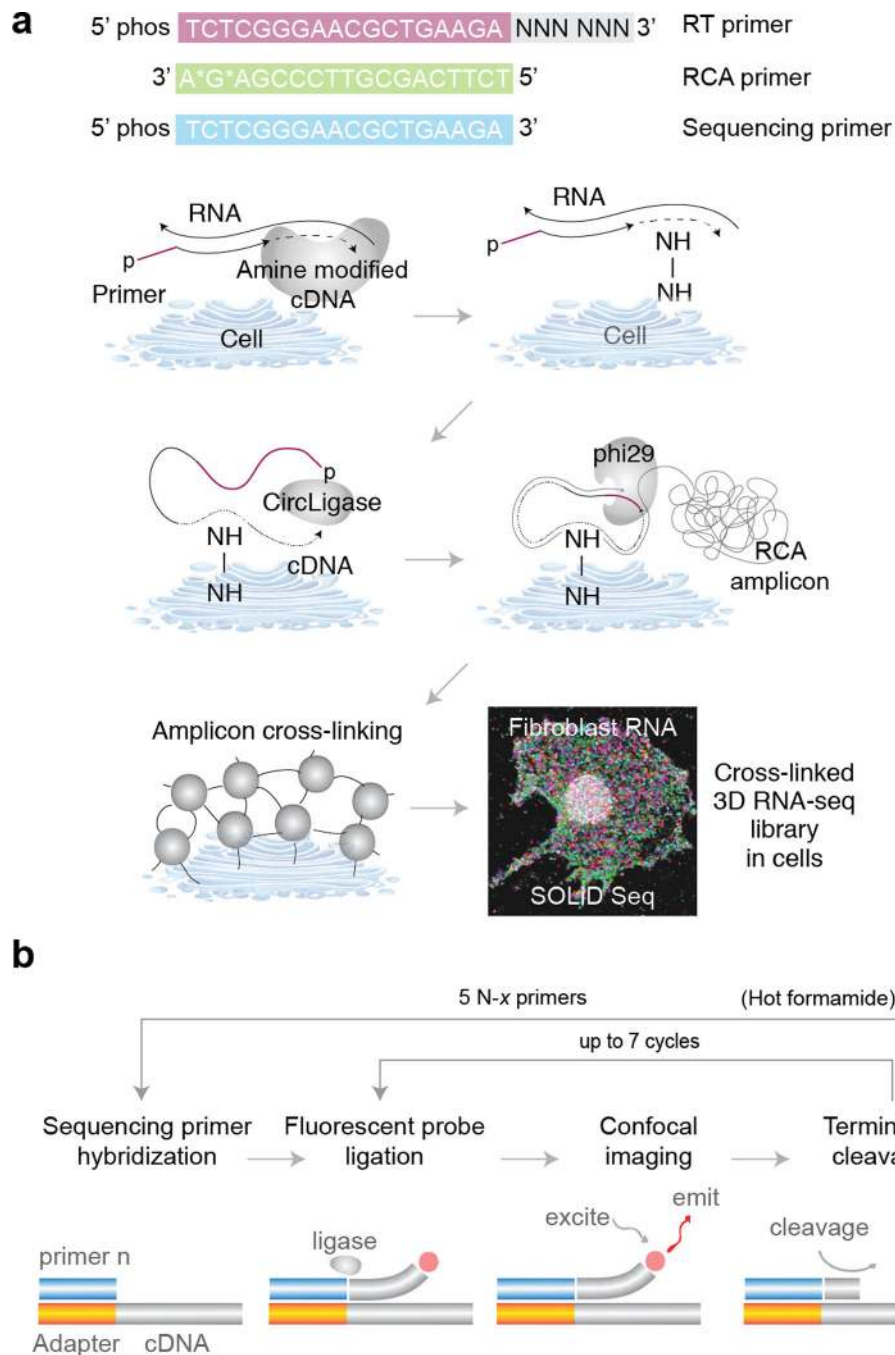 a
5' phos TCTCGGGAACGCTGAAGA NNN NNN 3' RT primer
3' A*G*AGCCCTTGCGACTTCT 5' RCA primer
5' phos TCTCGGGAACGCTGAAGA 3' Sequencing primer
RNA
p
Primer
Amine modified
cDNA
Cell
RNA
p
NH
NH
Cell
p
CircLigase
NH
cDNA
NH
phi29
NH
NH
RCA
amplicon
Amplicon cross-linking
Fibroblast RNA
SOLiD Seq
Cross-linked
3D RNA-seq
library
in cells
b
5 N-x primers (Hot formamide)
up to 7 cycles
Sequencing primer
hybridization
Fluorescent probe
ligation
Confocal
imaging
Termin
cleava
primer n
Adapter cDNA
ligase
excite
emit
cleavage